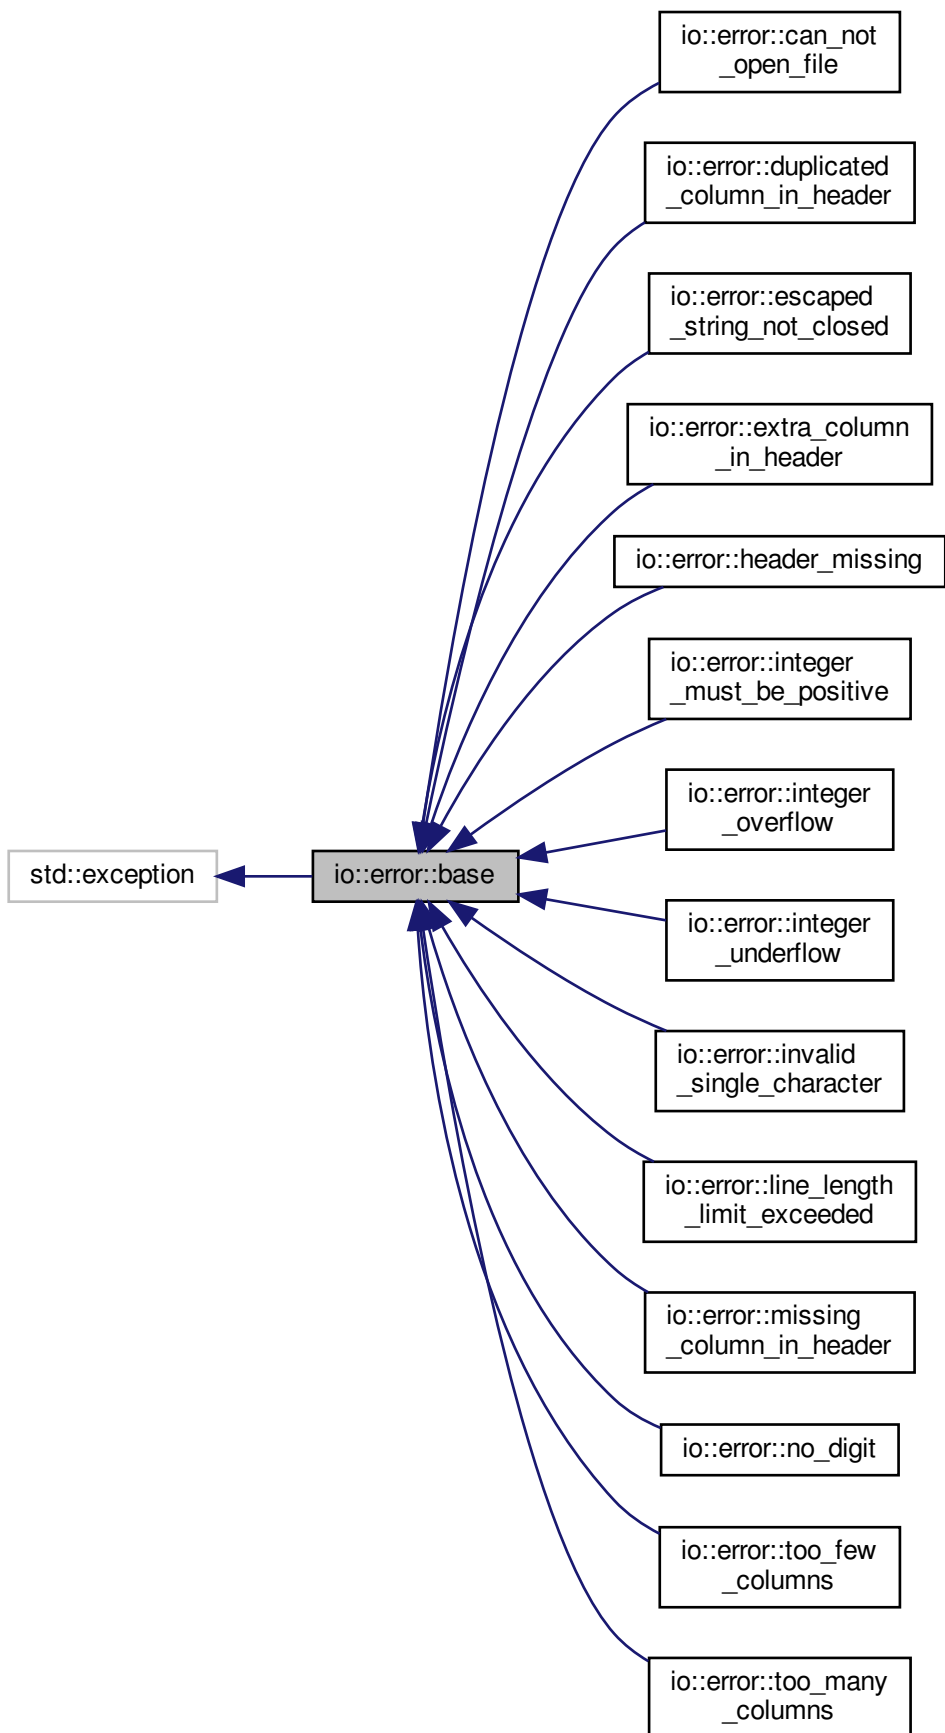 io::error::can_not
_open_file
io::error::duplicated
_column_in_header
io::error::escaped
_string_not_closed
io::error::extra_column
_in_header
io::error::header_missing
io::error::integer
_must_be_positive
io::error::integer
_overflow
std::exception
io::error::base
io::error::integer
_underflow
io::error::invalid
_single_character
io::error::line_length
_limit_exceeded
io::error::missing
_column_in_header
io::error::no_digit
io::error::too_few
_columns
io::error::too_many
_columns